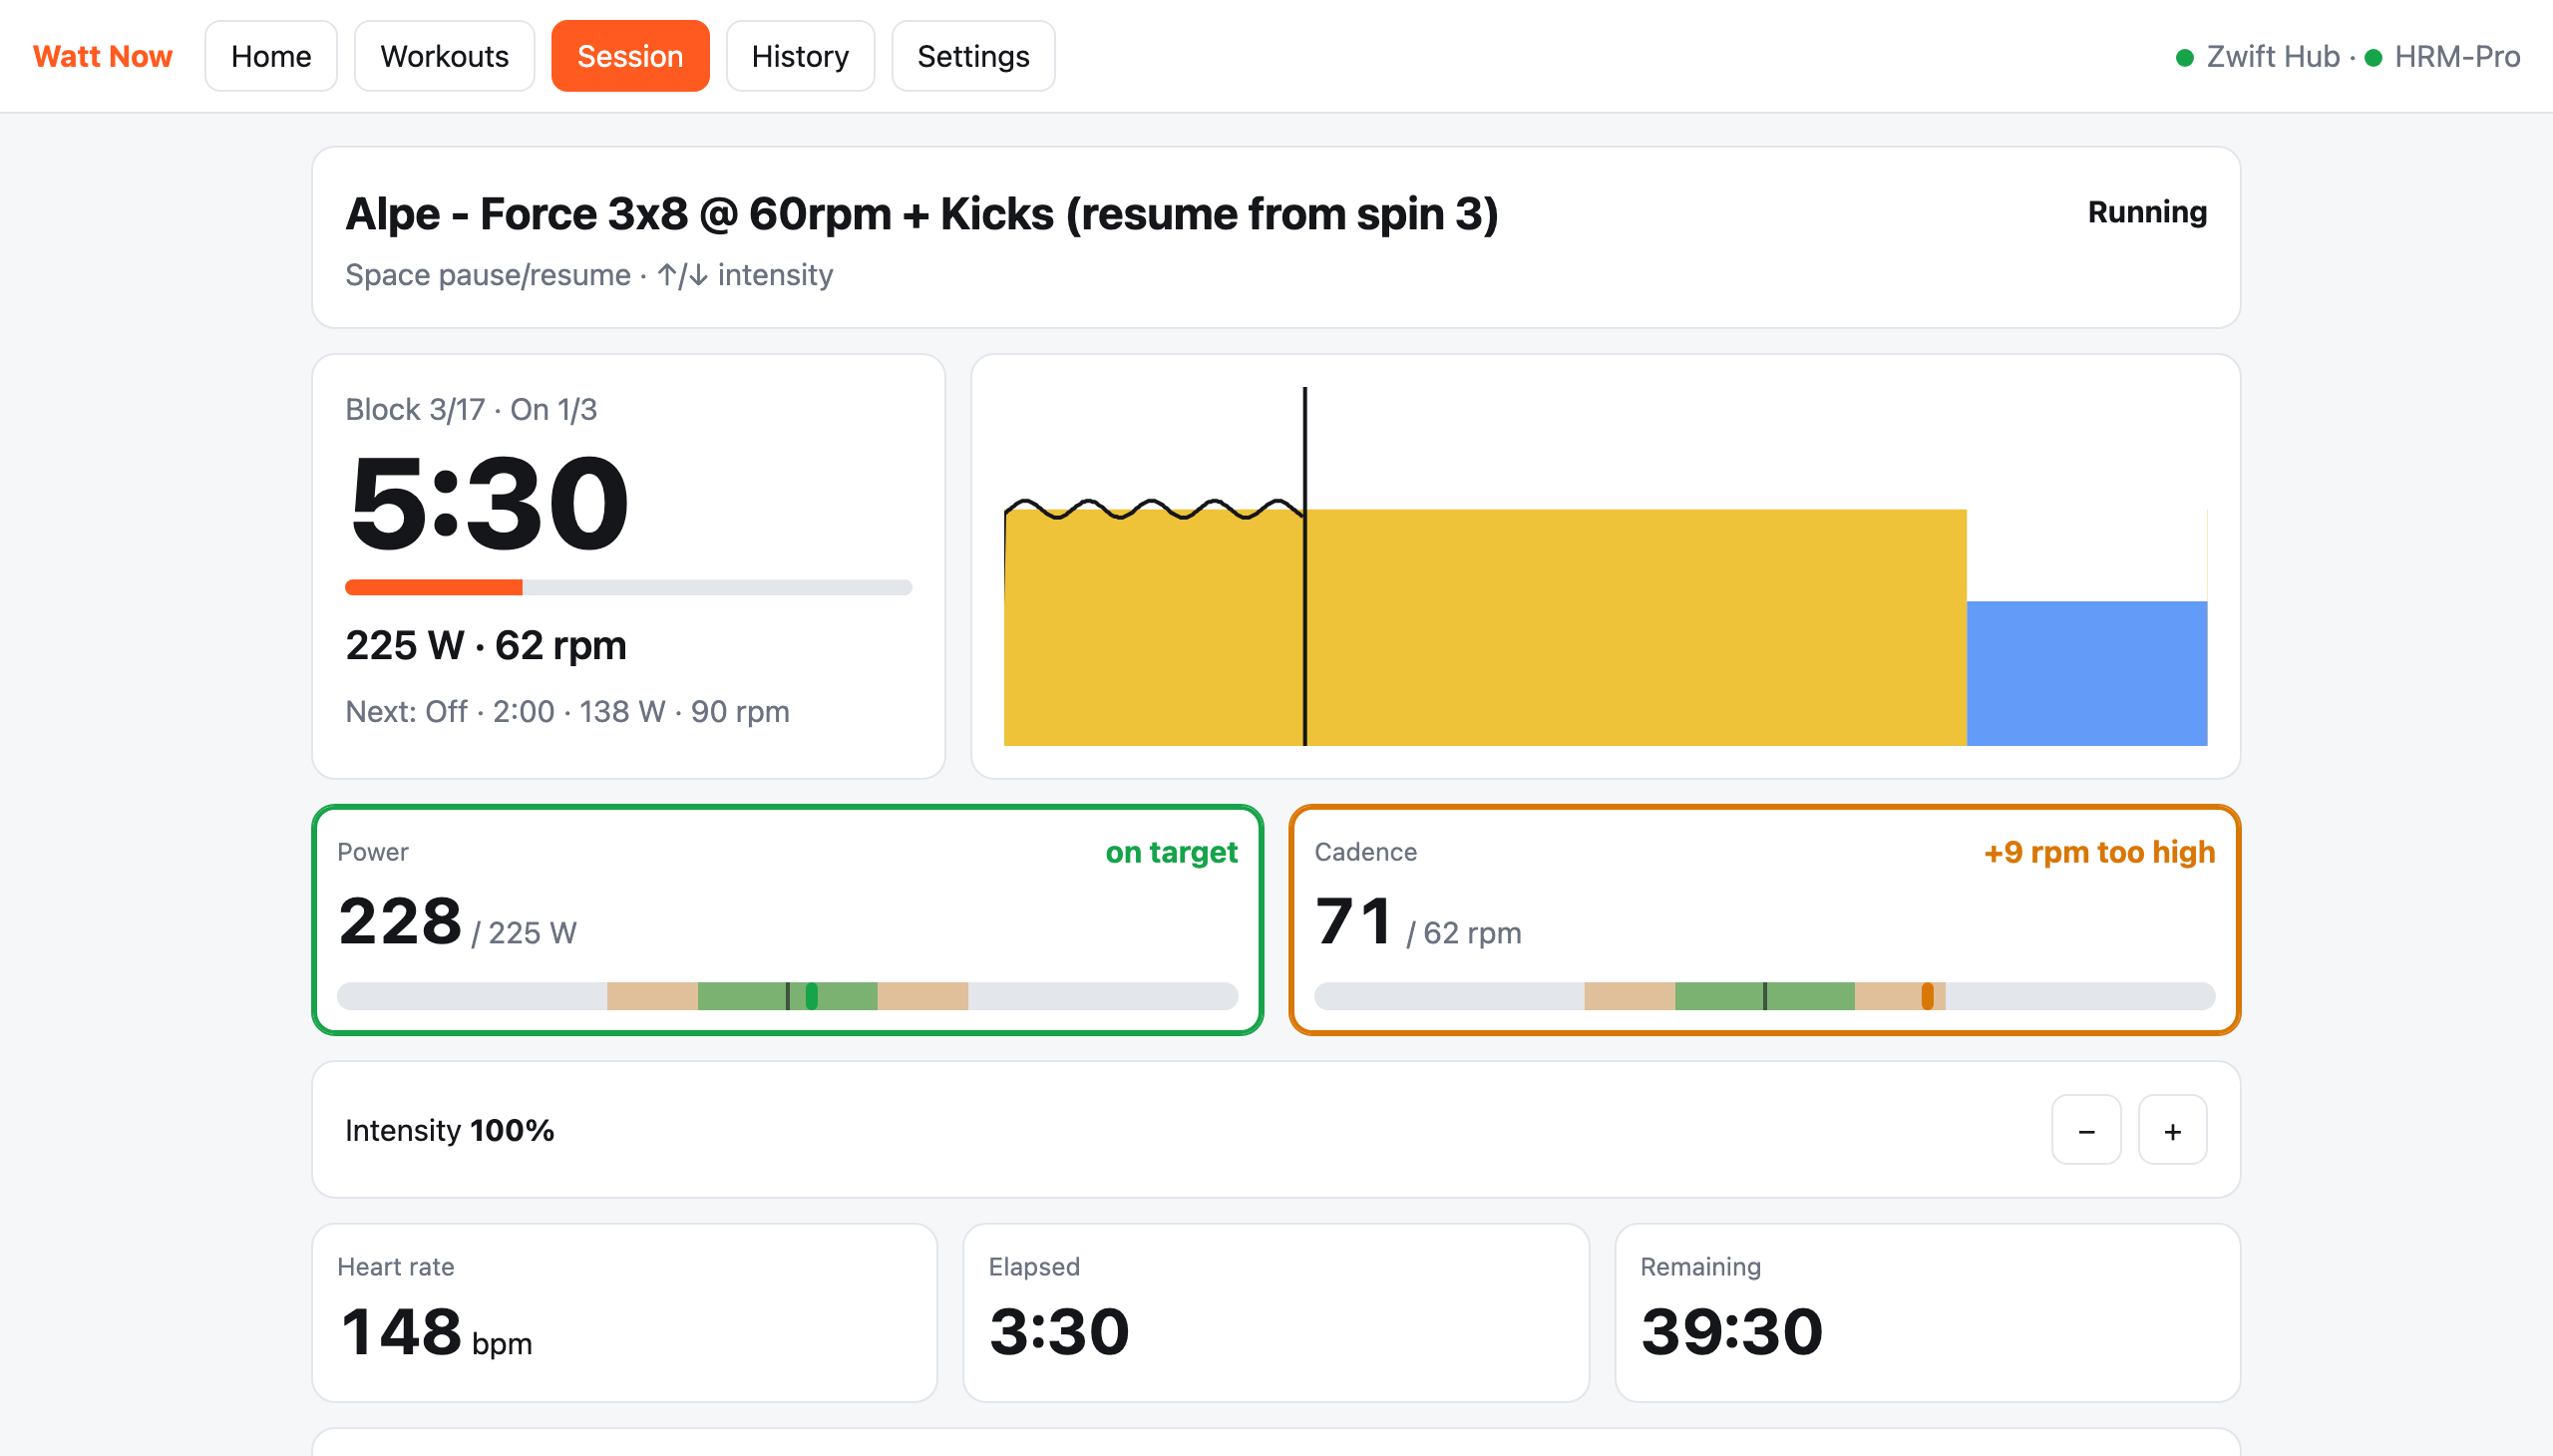 Watt Now Home Workouts Session History Settings Zwift Hub · HRM-Pro
Alpe - Force 3x8 @ 60rpm + Kicks (resume from spin 3) Running
Space pause/resume · ↑/↓ intensity
Block 3/17 · On 1/3
5:30
225 W · 62 rpm
Next: Off · 2:00 · 138 W · 90 rpm
Power on target
228 / 225 W
Cadence +9 rpm too high
71 / 62 rpm
Intensity 100% − +
Heart rate
148 bpm
Elapsed
3:30
Remaining
39:30